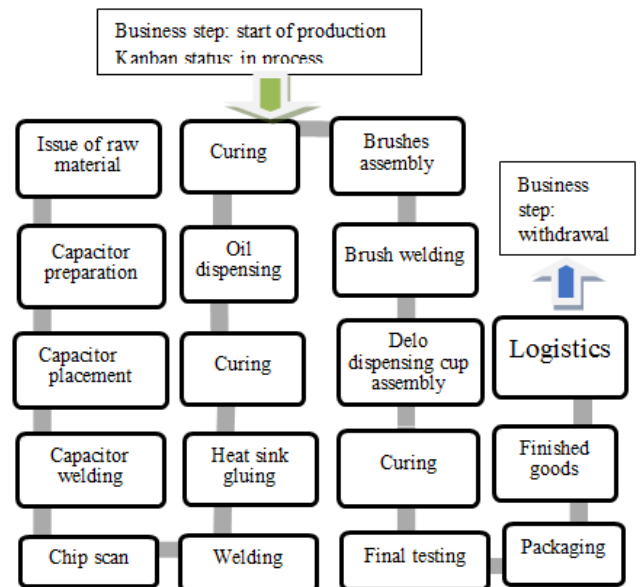 Business step: start of production
Kanban status: in process
Issue of raw
material
Capacitor
preparation
Capacitor
placement
Capacitor
welding
Chip scan
Welding
Heat sink
gluing
Curing
Oil
dispensing
Curing
Brushes
assembly
Brush welding
Delo
dispensing cup
assembly
Curing
Final testing
Packaging
Finished
goods
Logistics
Business
step:
withdrawal